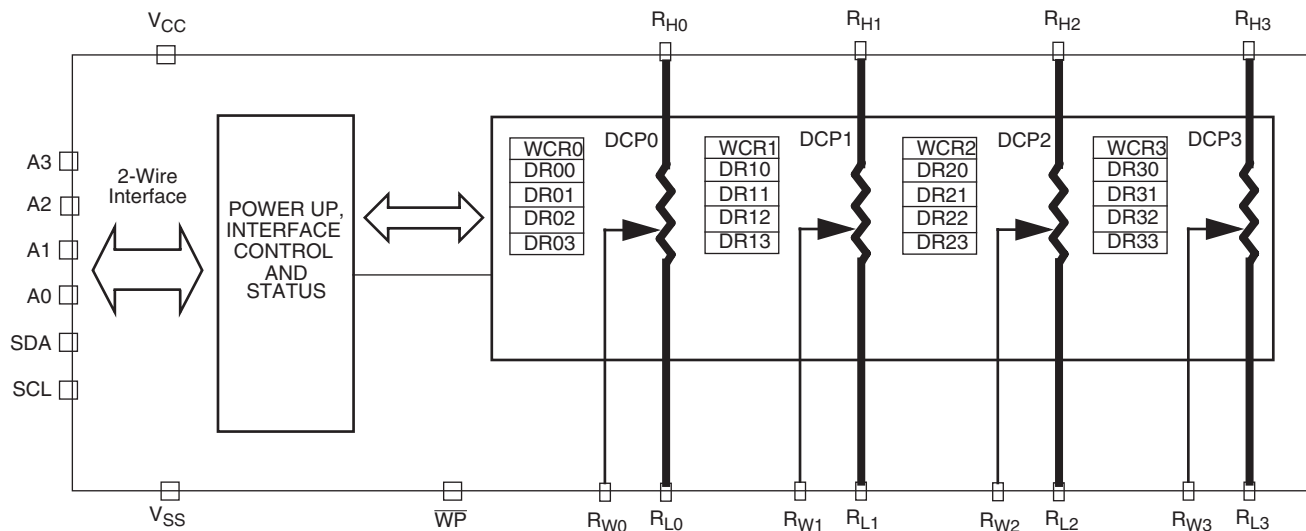 VCC
RH0
RH1
RH2
RH3
A3
A2
A1
A0
SDA
SCL
2-Wire
Interface
POWER UP,
INTERFACE
CONTROL
AND
STATUS
DCP0
WCR0
DR00
DR01
DR02
DR03
DCP1
WCR1
DR10
DR11
DR12
DR13
DCP2
WCR2
DR20
DR21
DR22
DR23
DCP3
WCR3
DR30
DR31
DR32
DR33
VSS
W̅P̅
RW0
RL0
RW1
RL1
RW2
RL2
RW3
RL3